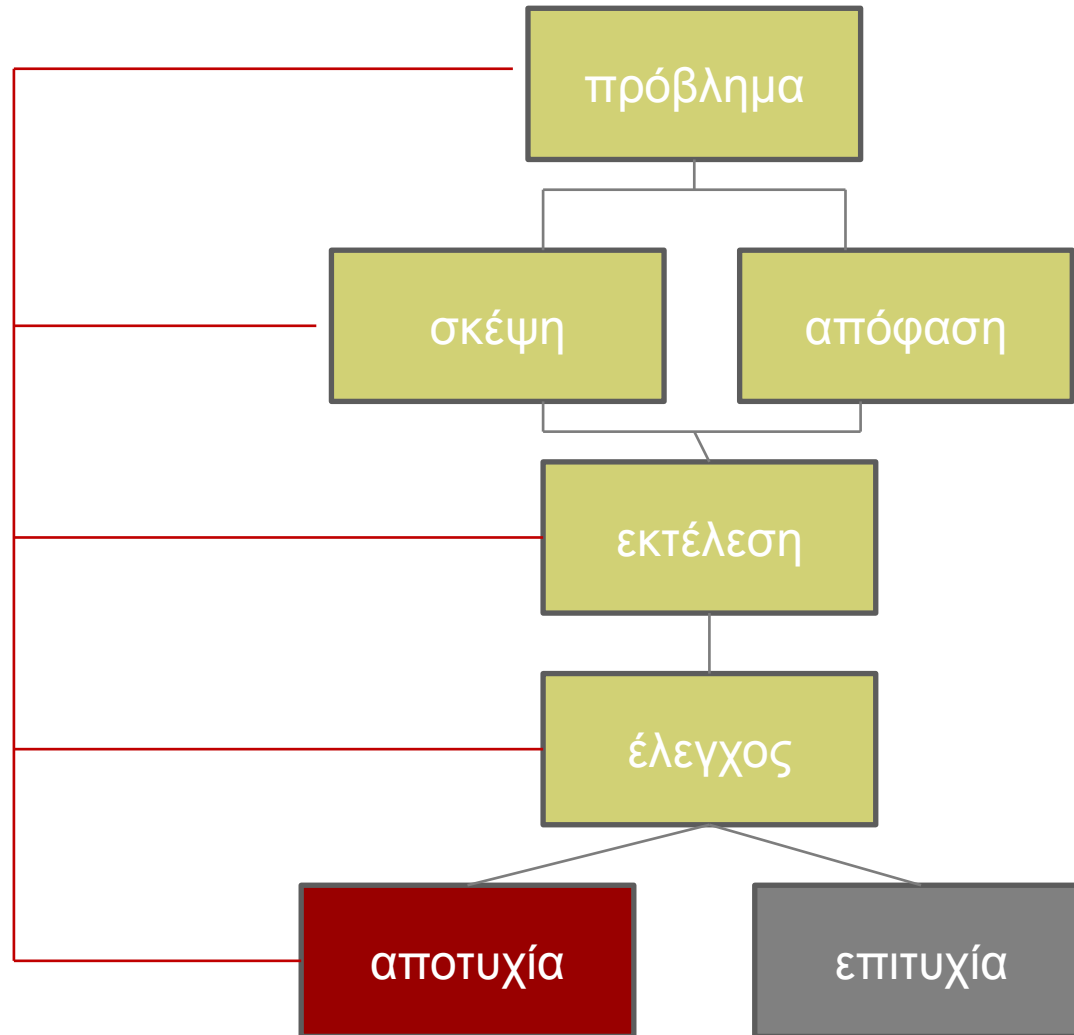 πρόβλημα
σκέψη
απόφαση
εκτέλεση
έλεγχος
αποτυχία
επιτυχία